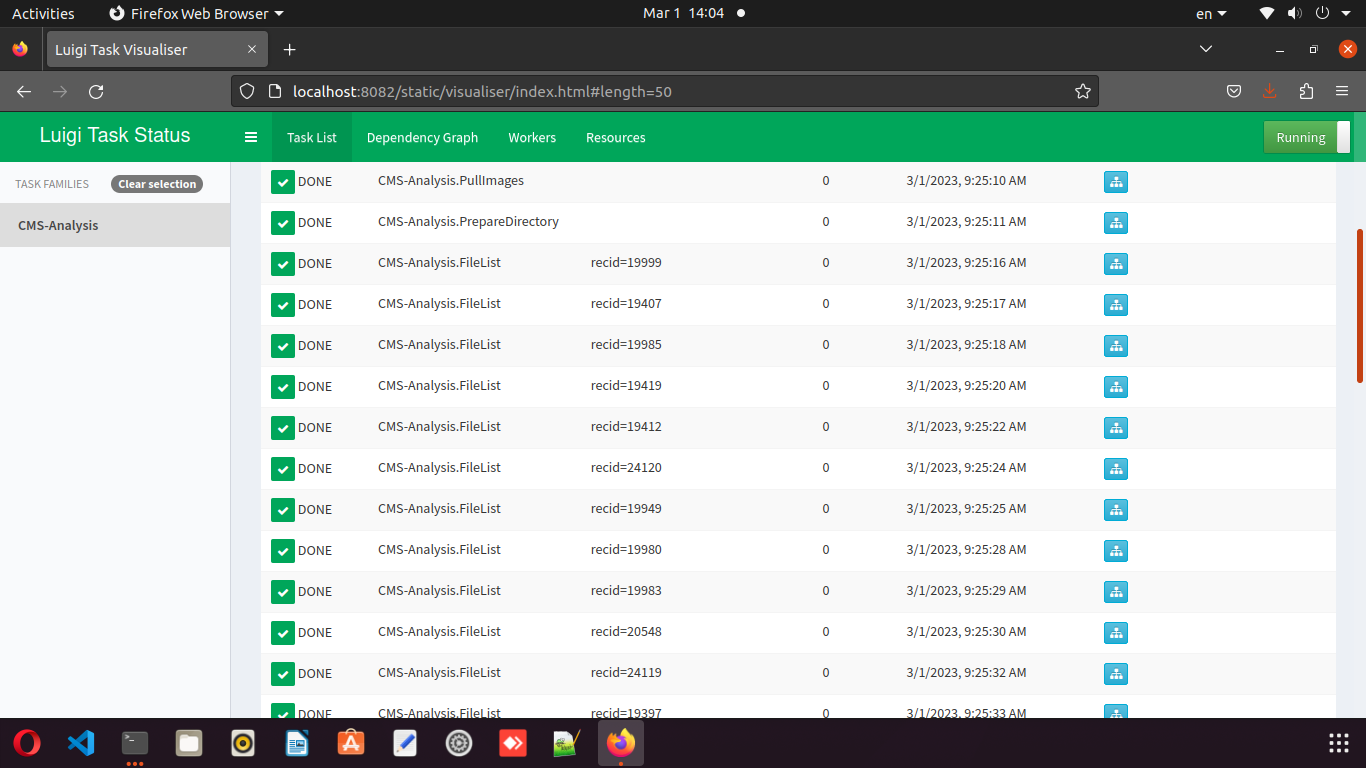 Activities Firefox Web Browser Mar 1 14:04 en
Luigi Task Visualiser
localhost:8082/static/visualiser/index.html#length=50
Luigi Task Status Task List Dependency Graph Workers Resources Running
TASK FAMILIES Clear selection
CMS-Analysis
DONE CMS-Analysis.PullImages 0 3/1/2023, 9:25:10 AM
DONE CMS-Analysis.PrepareDirectory 0 3/1/2023, 9:25:11 AM
DONE CMS-Analysis.FileList recid=19999 0 3/1/2023, 9:25:16 AM
DONE CMS-Analysis.FileList recid=19407 0 3/1/2023, 9:25:17 AM
DONE CMS-Analysis.FileList recid=19985 0 3/1/2023, 9:25:18 AM
DONE CMS-Analysis.FileList recid=19419 0 3/1/2023, 9:25:20 AM
DONE CMS-Analysis.FileList recid=19412 0 3/1/2023, 9:25:22 AM
DONE CMS-Analysis.FileList recid=24120 0 3/1/2023, 9:25:24 AM
DONE CMS-Analysis.FileList recid=19949 0 3/1/2023, 9:25:25 AM
DONE CMS-Analysis.FileList recid=19980 0 3/1/2023, 9:25:28 AM
DONE CMS-Analysis.FileList recid=19983 0 3/1/2023, 9:25:29 AM
DONE CMS-Analysis.FileList recid=20548 0 3/1/2023, 9:25:30 AM
DONE CMS-Analysis.FileList recid=24119 0 3/1/2023, 9:25:32 AM
DONE CMS-Analysis.FileList recid=19397 0 3/1/2023, 9:25:33 AM